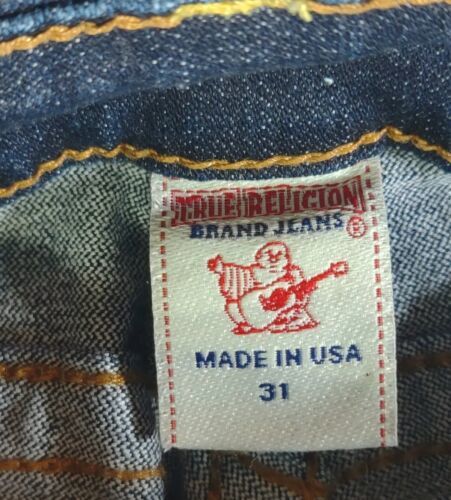 TRUE RELIGION
BRAND JEANS ®
MADE IN USA
31